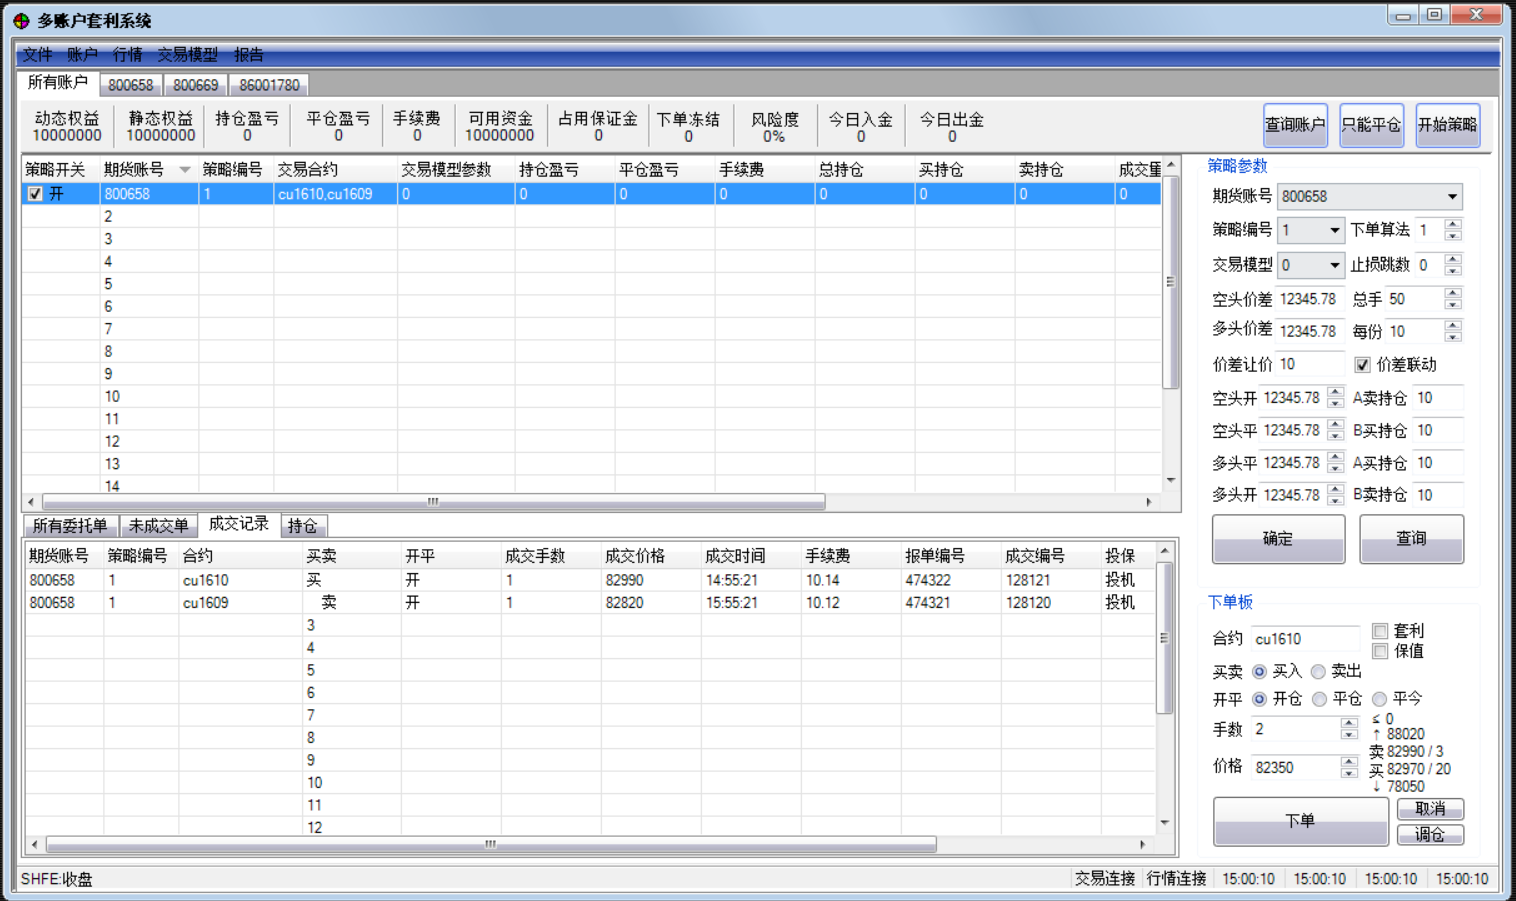 多账户套利系统
文件 账户 行情 交易模型 报告
所有账户 800658 800669 86001780
动态权益 静态权益 持仓盈亏 平仓盈亏 手续费 可用资金 占用保证金 下单冻结 风险度 今日入金 今日出金
10000000 10000000 0 0 0 10000000 0 0 0% 0 0
查询账户 只能平仓 开始策略
策略开关 期货账号 策略编号 交易合约 交易模型参数 持仓盈亏 平仓盈亏 手续费 总持仓 买持仓 卖持仓 成交量
开 800658 1 cu1610,cu1609 0 0 0 0 0 0 0 0
2
3
4
5
6
7
8
9
10
11
12
13
14
所有委托单 未成交单 成交记录 持仓
期货账号 策略编号 合约 买卖 开平 成交手数 成交价格 成交时间 手续费 报单编号 成交编号 投保
800658 1 cu1610 买 开 1 82990 14:55:21 10.14 474322 128121 投机
800658 1 cu1609 卖 开 1 82820 15:55:21 10.12 474321 128120 投机
3
4
5
6
7
8
9
10
11
12
策略参数
期货账号 800658
策略编号 1 下单算法 1
交易模型 0 止损跳数 0
空头价差 12345.78 总手 50
多头价差 12345.78 每份 10
价差让价 10 价差联动
空头开 12345.78 A卖持仓 10
空头平 12345.78 B买持仓 10
多头平 12345.78 A买持仓 10
多头开 12345.78 B卖持仓 10
确定 查询
下单板
合约 cu1610 套利
保值
买卖 买入 卖出
开平 开仓 平仓 平今
手数 2 ≤ 0
↑ 88020
卖 82990 / 3
价格 82350 买 82970 / 20
↓ 78050
下单 取消
调仓
SHFE:收盘 交易连接 行情连接 15:00:10 15:00:10 15:00:10 15:00:10